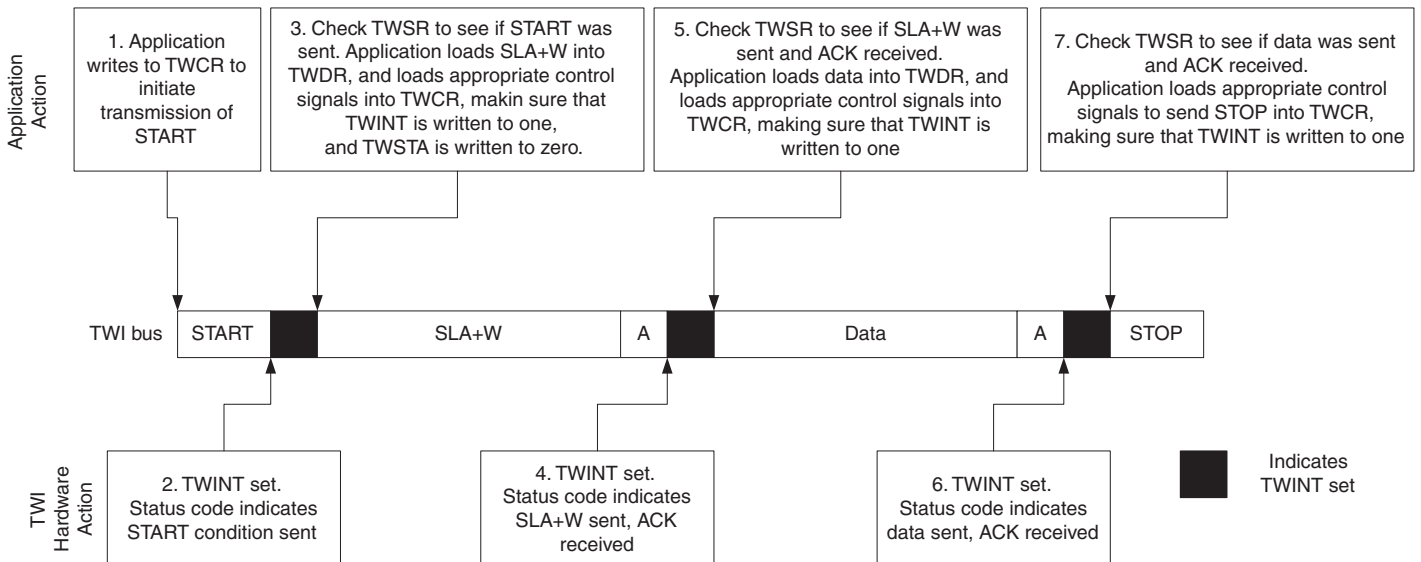 Application
Action
1. Application
writes to TWCR to
initiate
transmission of
START
3. Check TWSR to see if START was
sent. Application loads SLA+W into
TWDR, and loads appropriate control
signals into TWCR, makin sure that
TWINT is written to one,
and TWSTA is written to zero.
5. Check TWSR to see if SLA+W was
sent and ACK received.
Application loads data into TWDR, and
loads appropriate control signals into
TWCR, making sure that TWINT is
written to one
7. Check TWSR to see if data was sent
and ACK received.
Application loads appropriate control
signals to send STOP into TWCR,
making sure that TWINT is written to one
TWI bus
START
SLA+W
A
Data
A
STOP
TWI
Hardware
Action
2. TWINT set.
Status code indicates
START condition sent
4. TWINT set.
Status code indicates
SLA+W sent, ACK
received
6. TWINT set.
Status code indicates
data sent, ACK received
Indicates
TWINT set